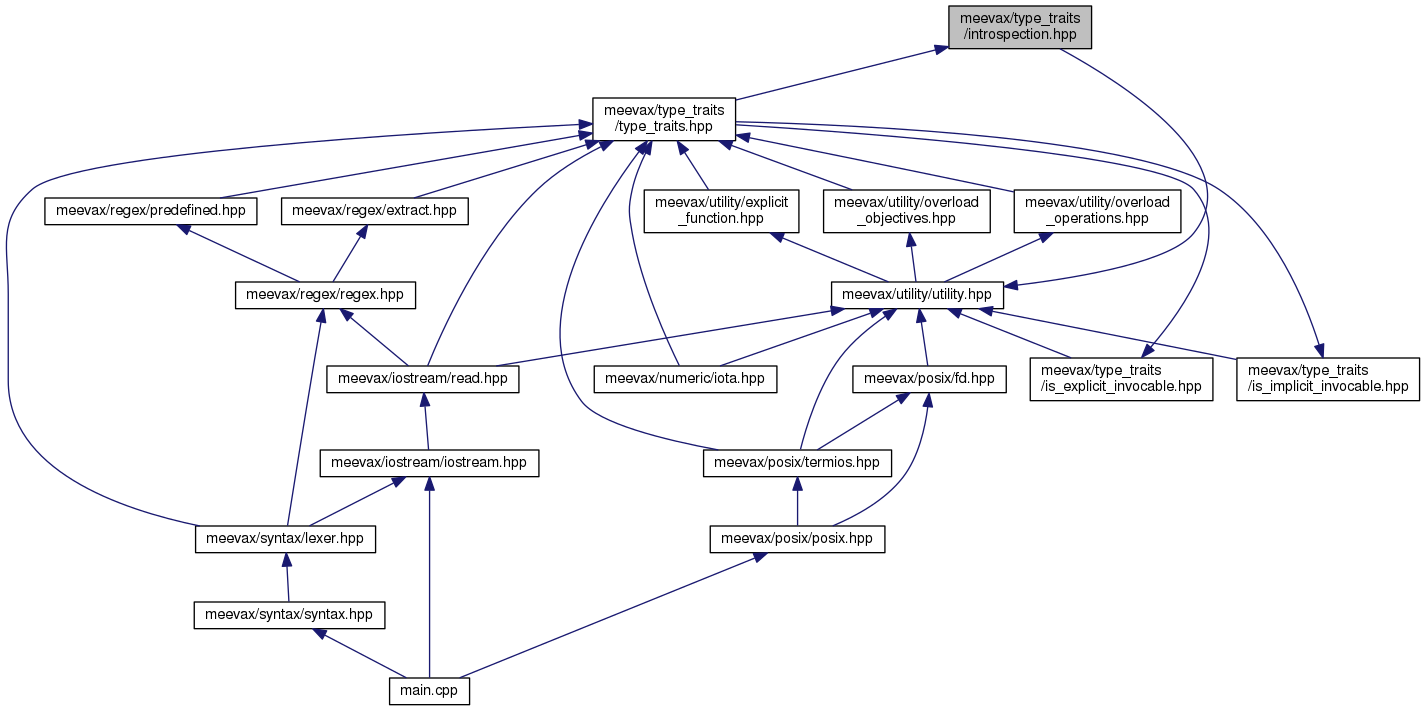 meevax/type_traits
/introspection.hpp
meevax/type_traits
/type_traits.hpp
meevax/regex/predefined.hpp
meevax/regex/extract.hpp
meevax/utility/explicit
_function.hpp
meevax/utility/overload
_objectives.hpp
meevax/utility/overload
_operations.hpp
meevax/regex/regex.hpp
meevax/utility/utility.hpp
meevax/iostream/read.hpp
meevax/numeric/iota.hpp
meevax/posix/fd.hpp
meevax/type_traits
/is_explicit_invocable.hpp
meevax/type_traits
/is_implicit_invocable.hpp
meevax/iostream/iostream.hpp
meevax/posix/termios.hpp
meevax/syntax/lexer.hpp
meevax/posix/posix.hpp
meevax/syntax/syntax.hpp
main.cpp